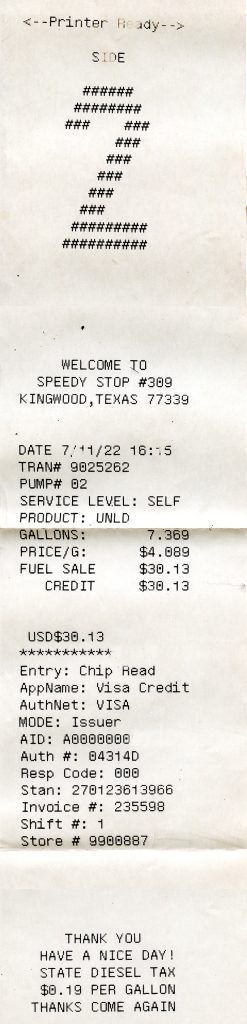 <--Printer Ready-->
SIDE
######
########
### ###
###
###
###
###
###
#########
##########
WELCOME TO
SPEEDY STOP #309
KINGWOOD,TEXAS 77339
DATE 7/11/22
TRAN# 9025262
PUMP# 02
SERVICE LEVEL: SELF
PRODUCT: UNLD
GALLONS: 7.369
PRICE/G: $4.089
FUEL SALE $30.13
CREDIT $30.13
USD$30.13
***********
Entry: Chip Read
AppName: Visa Credit
AuthNet: VISA
MODE: Issuer
AID: A0000000
Auth #: 04314D
Resp Code: 000
Stan: 270123613966
Invoice #: 235598
Shift #: 1
Store # 9900887
THANK YOU
HAVE A NICE DAY!
STATE DIESEL TAX
$0.19 PER GALLON
THANKS COME AGAIN